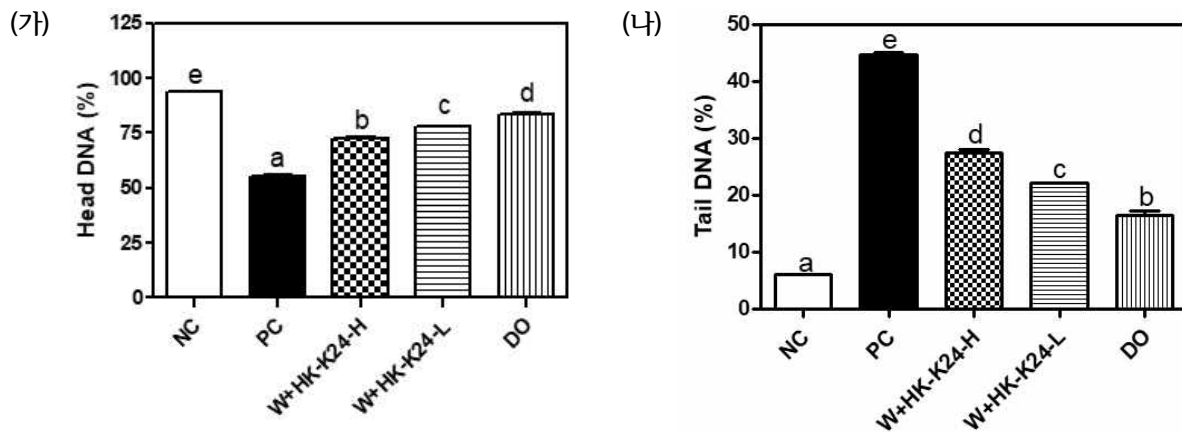 (가)
Head DNA (%)
125
100
75
50
25
0
e
a
b
c
d
NC
PC
W+HK-K24-H
W+HK-K24-L
DO
(나)
Tail DNA (%)
50
40
30
20
10
0
a
e
d
c
b
NC
PC
W+HK-K24-H
W+HK-K24-L
DO